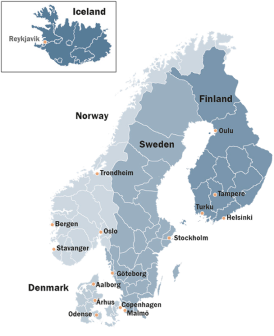 Iceland
Reykjavik
Norway
Finland
Oulu
Sweden
Trondheim
Tampere
Turku
Helsinki
Bergen
Oslo
Stockholm
Stavanger
Göteborg
Denmark
Aalborg
Århus
Copenhagen
Odense
Malmö